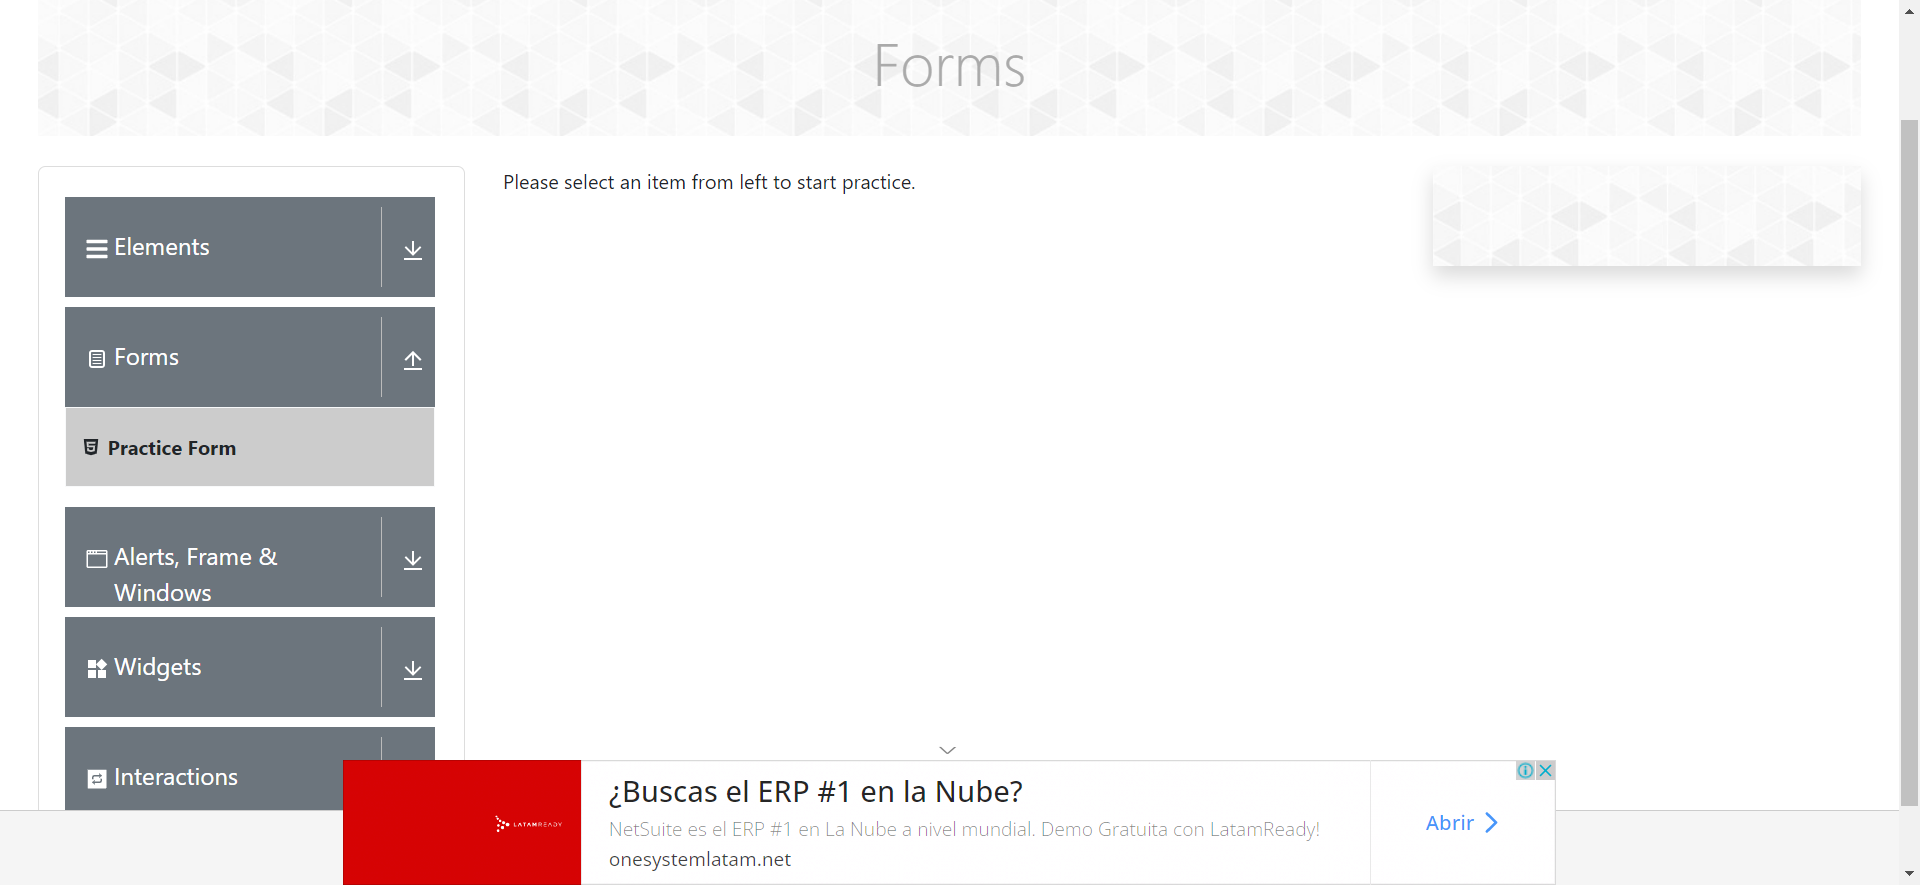 Forms
Please select an item from left to start practice.
Elements
Forms
Practice Form
Alerts, Frame &
Windows
Widgets
Interactions
LATAMREADY
¿Buscas el ERP #1 en la Nube?
NetSuite es el ERP #1 en La Nube a nivel mundial. Demo Gratuita con LatamReady!
onesystemlatam.net
Abrir